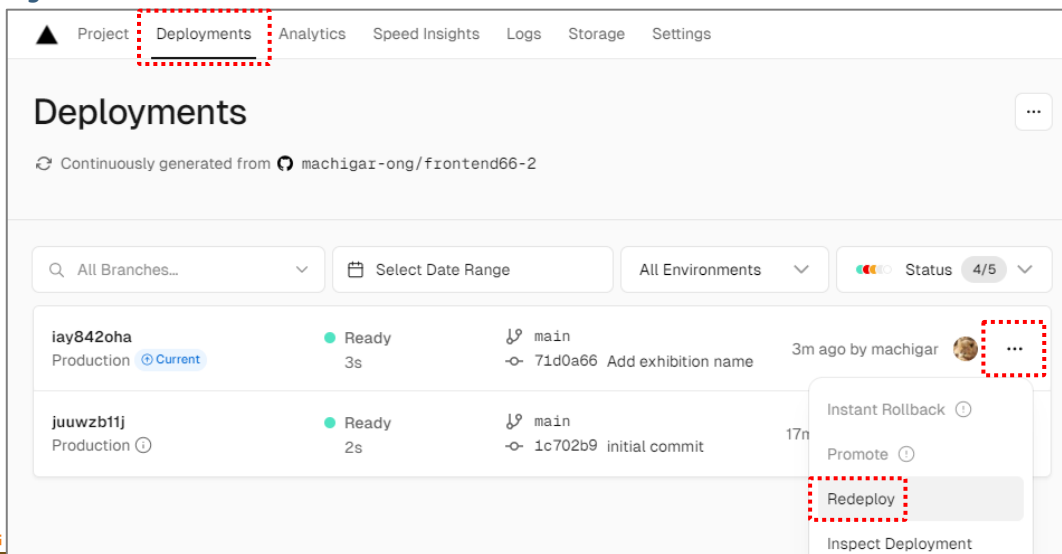 Project Deployments Analytics Speed Insights Logs Storage Settings
Deployments
Continuously generated from machigar-ong/frontend66-2
All Branches... Select Date Range All Environments Status 4/5
iay842oha Ready main
Production Current 3s 71d0a66 Add exhibition name 3m ago by machigar
juuwzb11j Ready main
Production 2s 1c702b9 initial commit 17m
Instant Rollback
Promote
Redeploy
Inspect Deployment